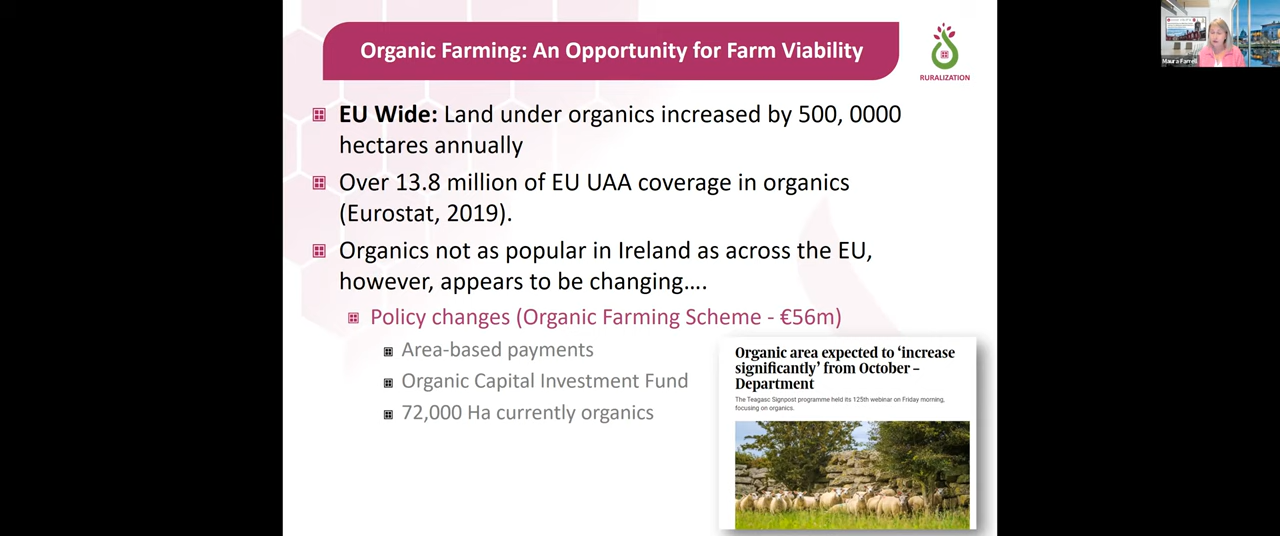 Organic Farming: An Opportunity for Farm Viability
RURALIZATION
Maura Farrell
EU Wide: Land under organics increased by 500, 0000
hectares annually
Over 13.8 million of EU UAA coverage in organics
(Eurostat, 2019).
Organics not as popular in Ireland as across the EU,
however, appears to be changing....
Policy changes (Organic Farming Scheme - €56m)
Area-based payments
Organic Capital Investment Fund
72,000 Ha currently organics
Organic area expected to ‘increase
significantly’ from October –
Department
The Teagasc Signpost programme held its 125th webinar on Friday morning,
focusing on organics.